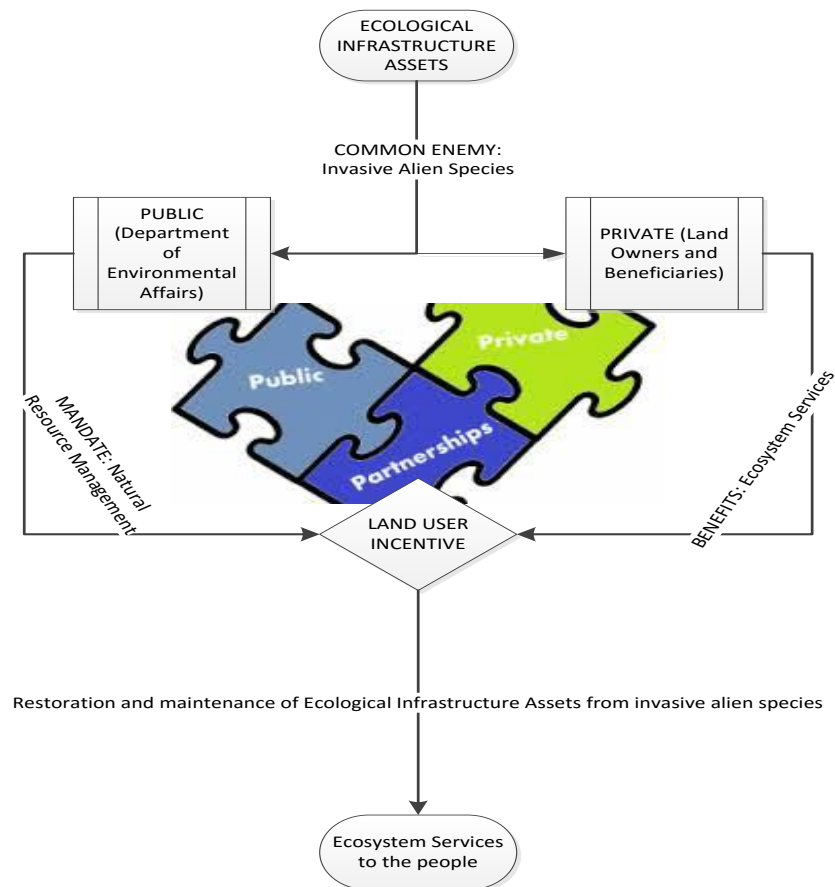 ECOLOGICAL
INFRASTRUCTURE
ASSETS
COMMON ENEMY:
Invasive Alien Species
PUBLIC
(Department
of
Environmental
Affairs)
PRIVATE (Land
Owners and
Beneficiaries)
Public
Private
Partnerships
MANDATE: Natural
Resource Management
BENEFITS: Ecosystem Services
LAND USER
INCENTIVE
Restoration and maintenance of Ecological Infrastructure Assets from invasive alien species
Ecosystem Services
to the people